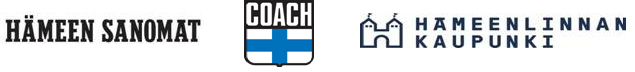 HÄMEEN SANOMAT
COACH
HÄMEENLINNAN
KAUPUNKI